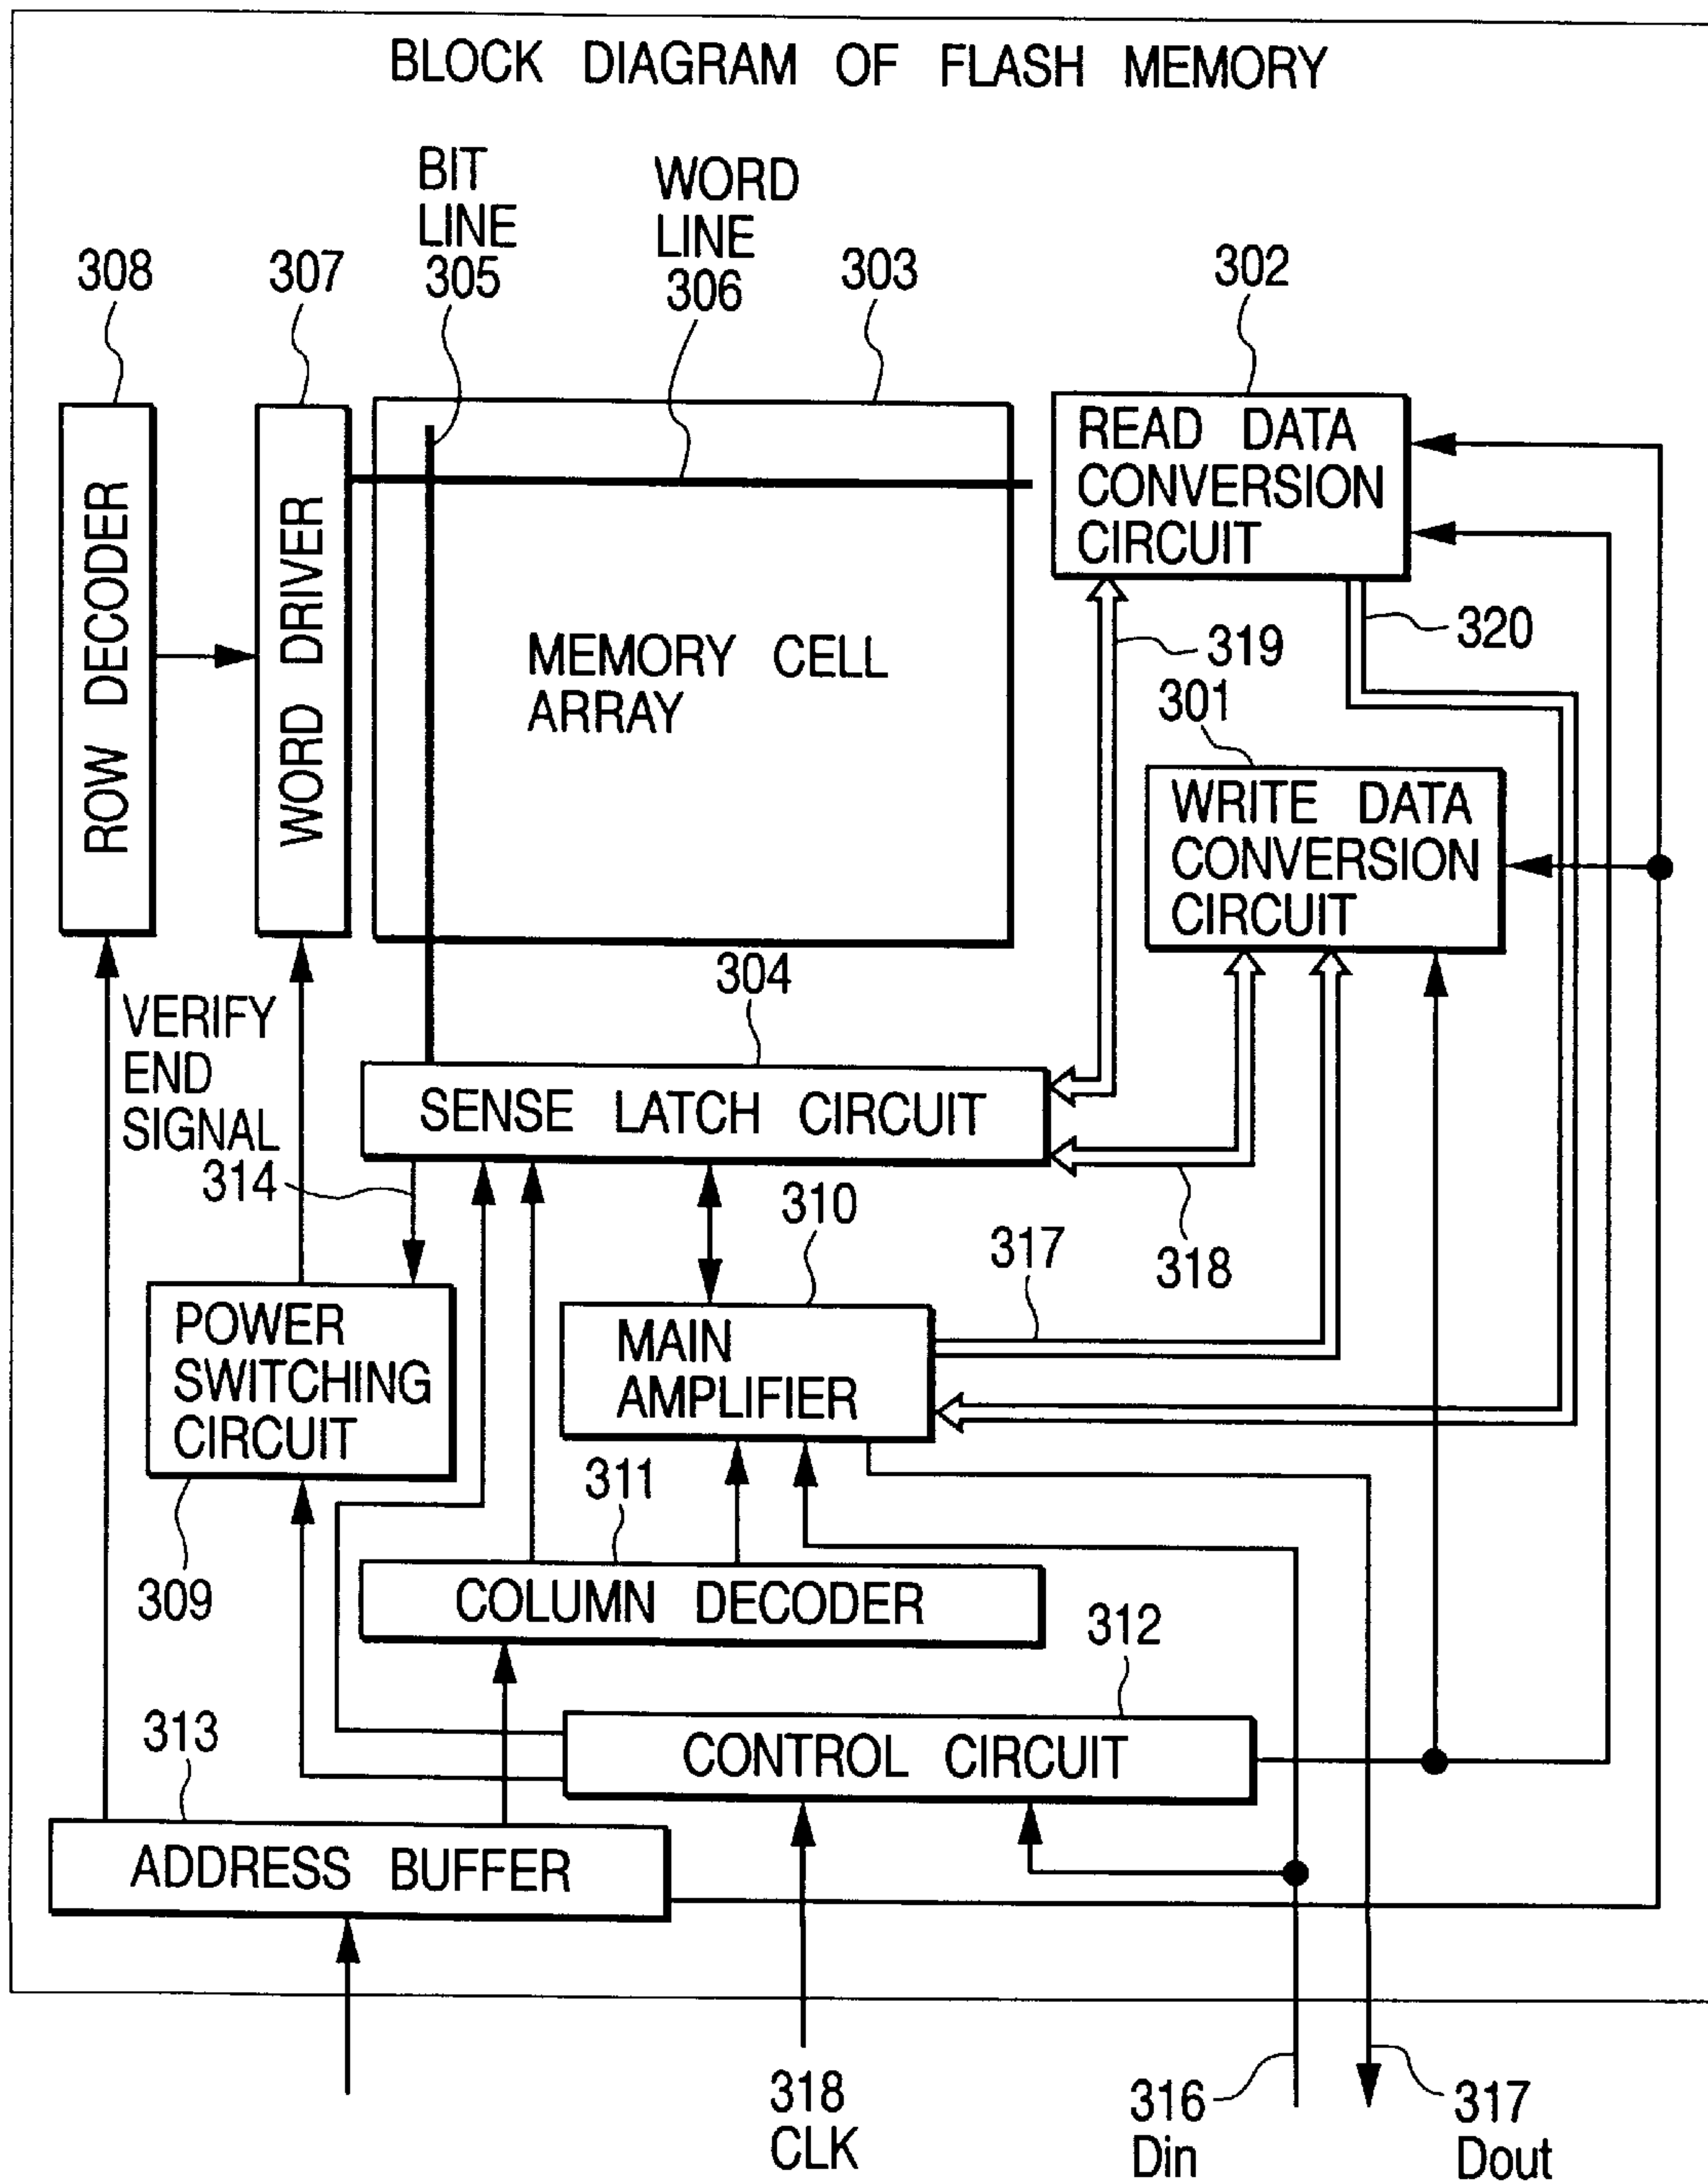 BLOCK DIAGRAM OF FLASH MEMORY
BIT
LINE
305
WORD
LINE
306
308
307
303
302
ROW DECODER
WORD DRIVER
MEMORY CELL
ARRAY
READ DATA
CONVERSION
CIRCUIT
319
320
301
WRITE DATA
CONVERSION
CIRCUIT
304
VERIFY
END
SIGNAL
314
SENSE LATCH CIRCUIT
310
317
318
POWER
SWITCHING
CIRCUIT
MAIN
AMPLIFIER
311
309
COLUMN DECODER
312
313
CONTROL CIRCUIT
ADDRESS BUFFER
318
CLK
316
Din
317
Dout